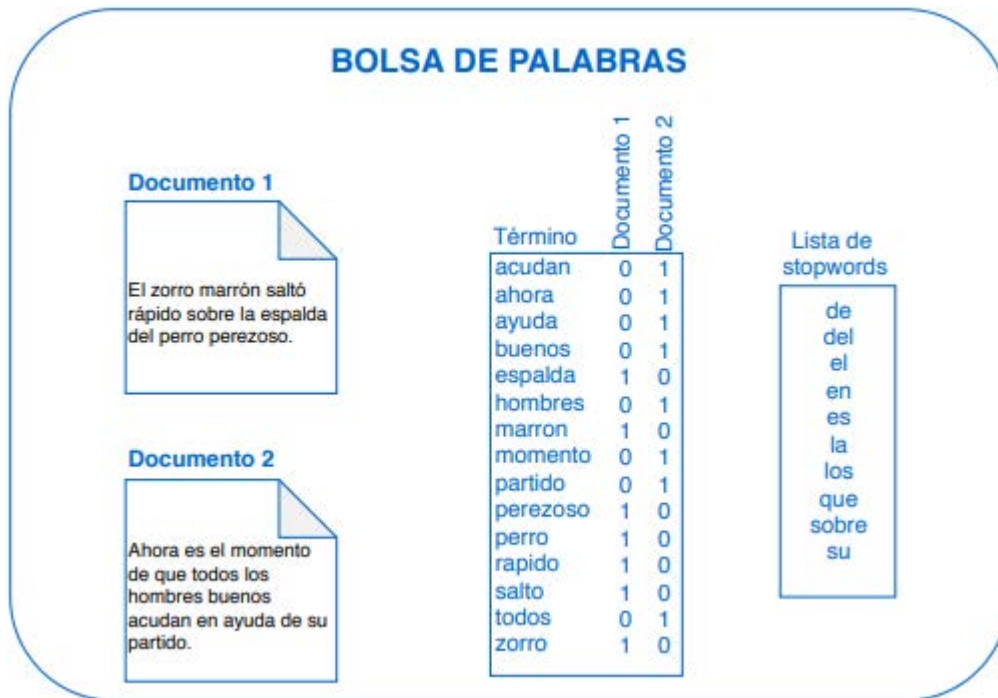 BOLSA DE PALABRAS
Documento 1
El zorro marrón saltó
rápido sobre la espalda
del perro perezoso.
Documento 2
Ahora es el momento
de que todos los
hombres buenos
acudan en ayuda de su
partido.
Término Documento 1 Documento 2
acudan 0 1
ahora 0 1
ayuda 0 1
buenos 0 1
espalda 1 0
hombres 0 1
marron 1 0
momento 0 1
partido 0 1
perezoso 1 0
perro 1 0
rapido 1 0
salto 1 0
todos 0 1
zorro 1 0
Lista de
stopwords
de
del
el
en
es
la
los
que
sobre
su